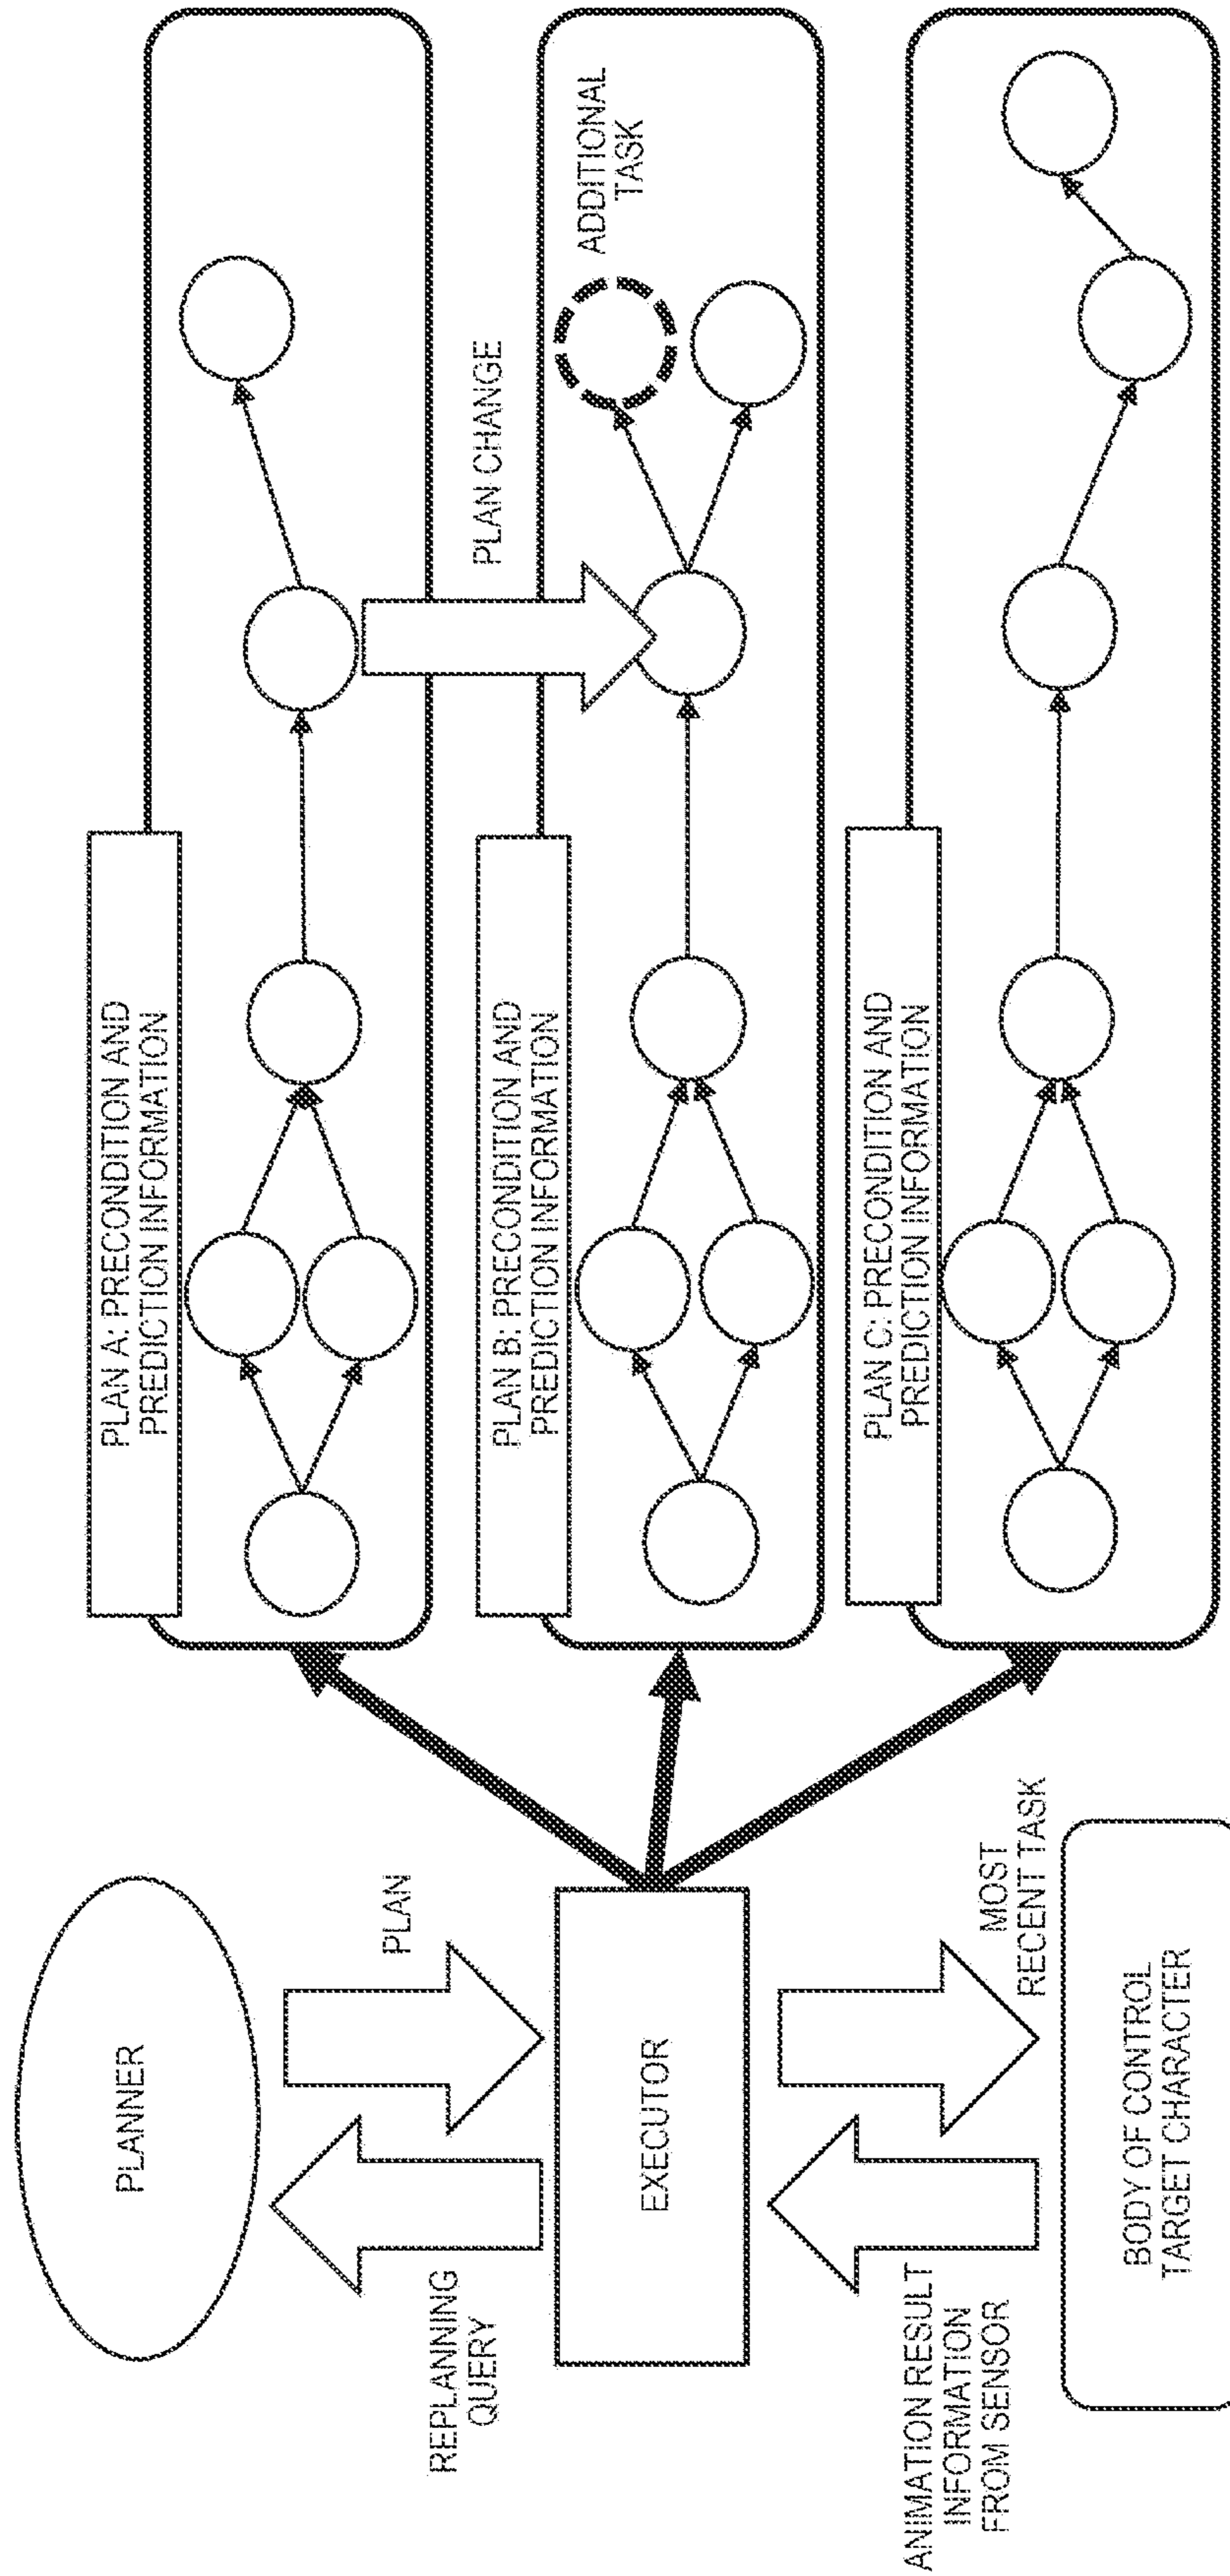 PLANNER
REPLANNING
QUERY
PLAN
EXECUTOR
ANIMATION RESULT
INFORMATION
FROM SENSOR
MOST
RECENT TASK
BODY OF CONTROL
TARGET CHARACTER
PLAN A: PRECONDITION AND
PREDICTION INFORMATION
PLAN CHANGE
PLAN B: PRECONDITION AND
PREDICTION INFORMATION
ADDITIONAL
TASK
PLAN C: PRECONDITION AND
PREDICTION INFORMATION